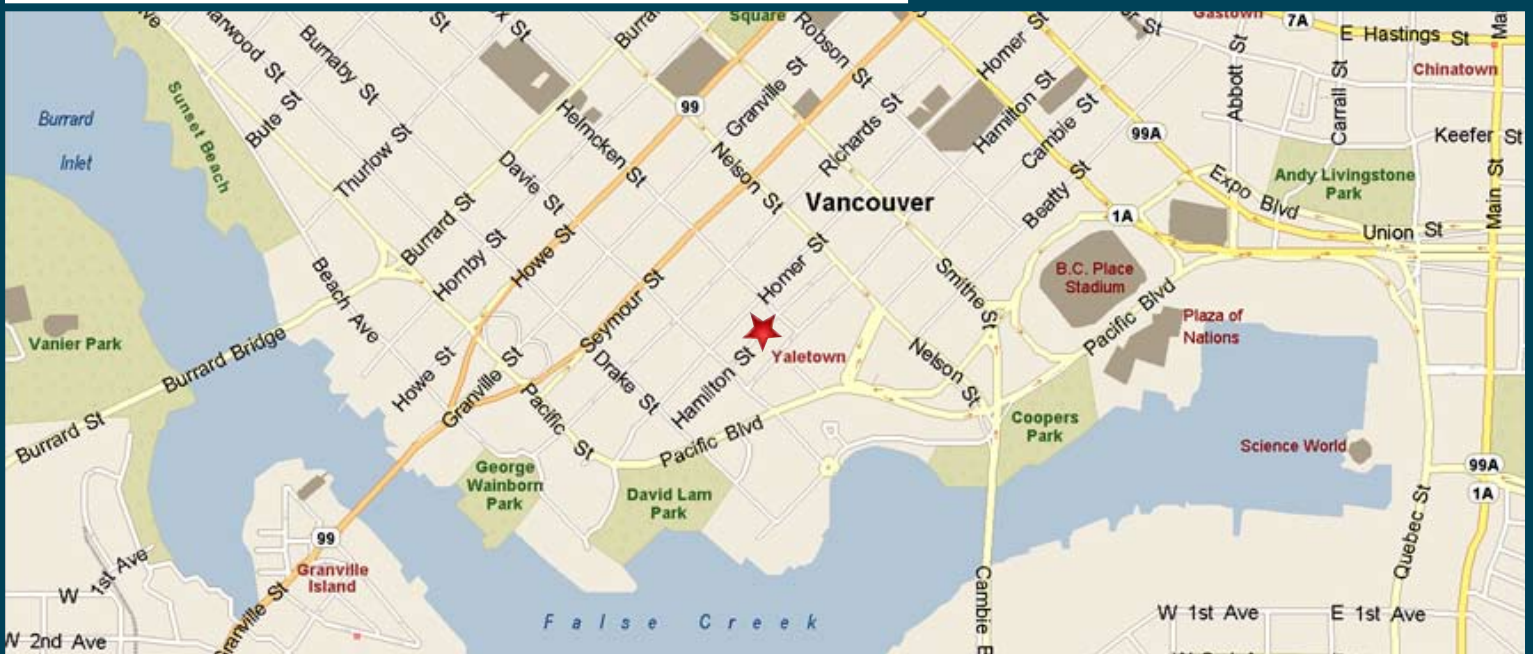 Square
Gastown
7A
E Hastings St
Chinatown
Robson St
Homer St
Burnaby St
Abbott St
Carrall St
Keefer St
Main St
Burrard
Inlet
Sunset Beach
Bute St
Thurlow St
Helmcken St
99
Granville St
Richards St
Hamilton St
Cambie St
99A
Andy Livingstone
Park
Expo Blvd
Union St
Davie St
Nelson St
Vancouver
Beatty St
1A
Burrard St
Hornby St
Howe St
Homer St
Smithe St
B.C. Place
Stadium
Pacific Blvd
Plaza of
Nations
Beach Ave
Seymour St
Vanier Park
Burrard Bridge
Yaletown
Howe St
Granville St
Drake St
Hamilton St
Nelson St
Pacific St
Pacific Blvd
Coopers
Park
Burrard St
Science World
99A
1A
George
Wainborn
Park
David Lam
Park
Quebec St
99
Granville
Island
W 1st Ave
False Creek
W 1st Ave
E 1st Ave
W 2nd Ave